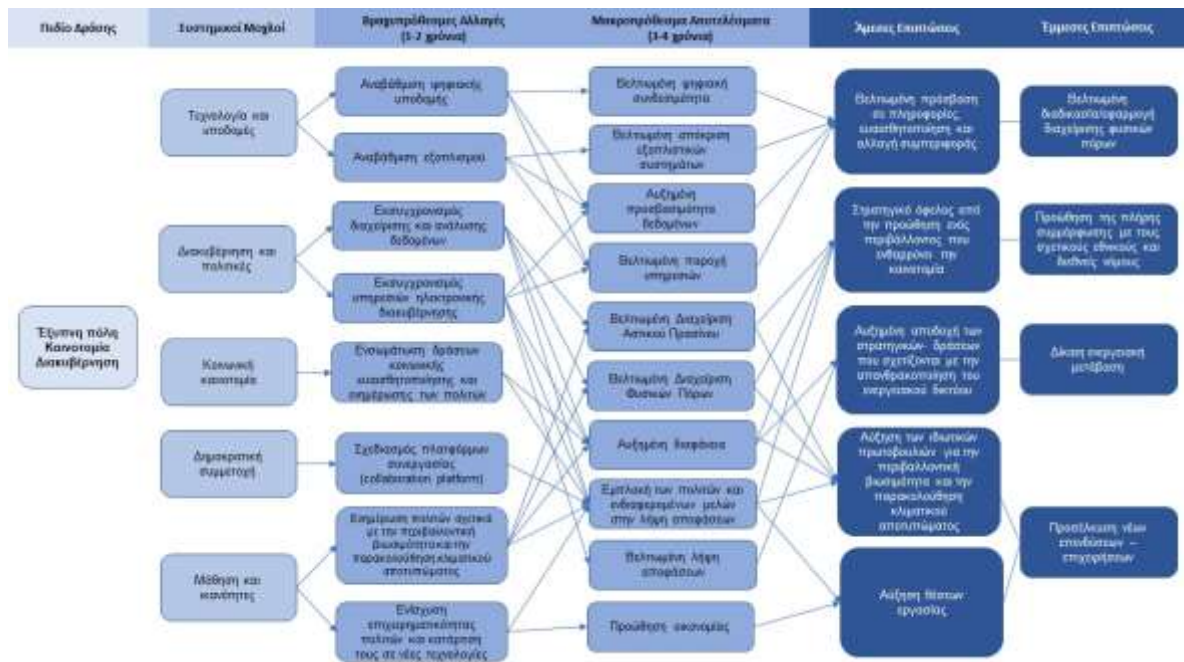 Πεδίο Δράσης
Συστημικοί Μοχλοί
Βραχυπρόθεσμες Αλλαγές
(1-2 χρόνια)
Μακροπρόθεσμα Αποτελέσματα
(3-4 χρόνια)
Άμεσες Επιπτώσεις
Έμμεσες Επιπτώσεις
Έξυπνη πόλη
Καινοτομία
Διακυβέρνηση
Τεχνολογία και
υποδομές
Διακυβέρνηση και
πολιτικές
Κοινωνική
καινοτομία
Δημοκρατική
συμμετοχή
Μάθηση και
ικανότητες
Αναβάθμιση ψηφιακής
υποδομής
Αναβάθμιση εξοπλισμού
Εκσυγχρονισμός
διαχείρισης και ανάλυσης
δεδομένων
Εκσυγχρονισμός
υπηρεσιών ηλεκτρονικής
διακυβέρνησης
Ενσωμάτωση δράσεων
κοινωνικής
ευαισθητοποίησης και
ενημέρωσης των πολιτών
Σχεδιασμός πλατφόρμων
συνεργασίας
(collaboration platform)
Ενημέρωση πολιτών σχετικά
με την περιβαλλοντική
βιωσιμότητα και την
παρακολούθηση κλιματικού
αποτυπώματος
Ενίσχυση
επιχειρηματικότητας
πολιτών και κατάρτιση
τους σε νέες τεχνολογίες
Βελτιωμένη ψηφιακή
συνδεσιμότητα
Βελτιωμένη απόκριση
εξοπλιστικών
συστημάτων
Αυξημένη
προσβασιμότητα
δεδομένων
Βελτιωμένη παροχή
υπηρεσιών
Βελτιωμένη Διαχείριση
Αστικού Πρασίνου
Βελτιωμένη Διαχείριση
Φυσικών Πόρων
Αυξημένη διαφάνεια
Εμπλοκή των πολιτών και
ενδιαφερομένων μελών
στην λήψη αποφάσεων
Βελτιωμένη λήψη
αποφάσεων
Προώθηση οικονομίας
Βελτιωμένη πρόσβαση
σε πληροφορίες,
ευαισθητοποίηση και
αλλαγή συμπεριφοράς
Στρατηγικό όφελος από
την προώθηση ενός
περιβάλλοντος που
ενθαρρύνει την
καινοτομία
Αυξημένη αποδοχή των
στρατηγικών- δράσεων
που σχετίζονται με την
απανθρακοποίηση του
ενεργειακού δικτύου
Αύξηση των ιδιωτικών
πρωτοβουλιών για την
περιβαλλοντική
βιωσιμότητα και την
παρακολούθηση
κλιματικού
αποτυπώματος
Αύξηση θέσεων
εργασίας
Βελτιωμένη
διαδικασία/εφαρμογή
διαχείρισης φυσικών
πόρων
Προώθηση της πλήρης
συμμόρφωσης με τους
σχετικούς εθνικούς και
διεθνείς νόμους
Δίκαιη ενεργειακή
μετάβαση
Προσέλκυση νέων
επενδύσεων –
επιχειρήσεων